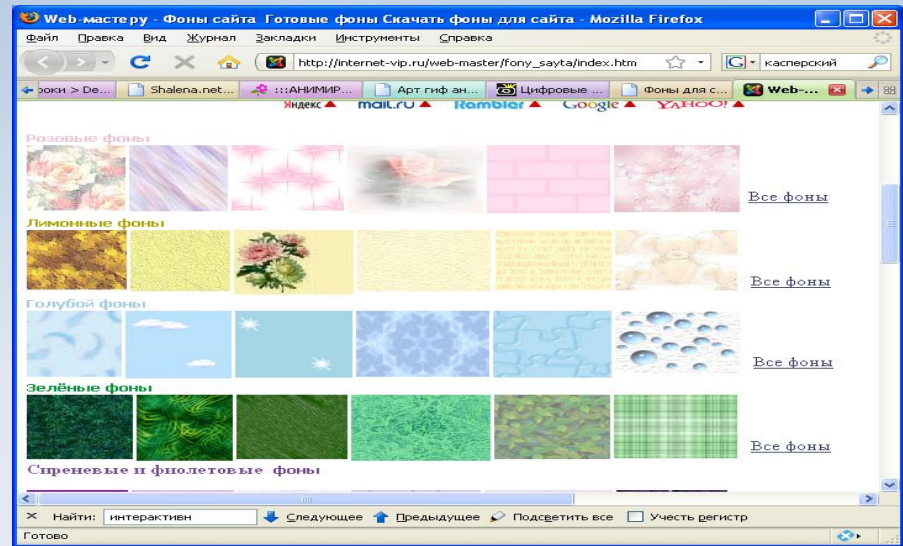 Web-мастеру - Фоны сайта Готовые фоны Скачать фоны для сайта - Mozilla Firefox
Файл Правка Вид Журнал Закладки Инструменты Справка
http://internet-vip.ru/web-master/fony_sayta/index.htm касперский
роки > De... Shalena.net... :::АНИМИР... Арт гиф ан... Цифровые ... Фоны для с... Web-...
Яндекс mail.ru Rambler Google YAHOO!
Розовые фоны
Все фоны
Лимонные фоны
Все фоны
Голубой фоны
Все фоны
Зелёные фоны
Все фоны
Сиреневые и фиолетовые фоны
Найти: интерактивн Следующее Предыдущее Подсветить все Учесть регистр
Готово